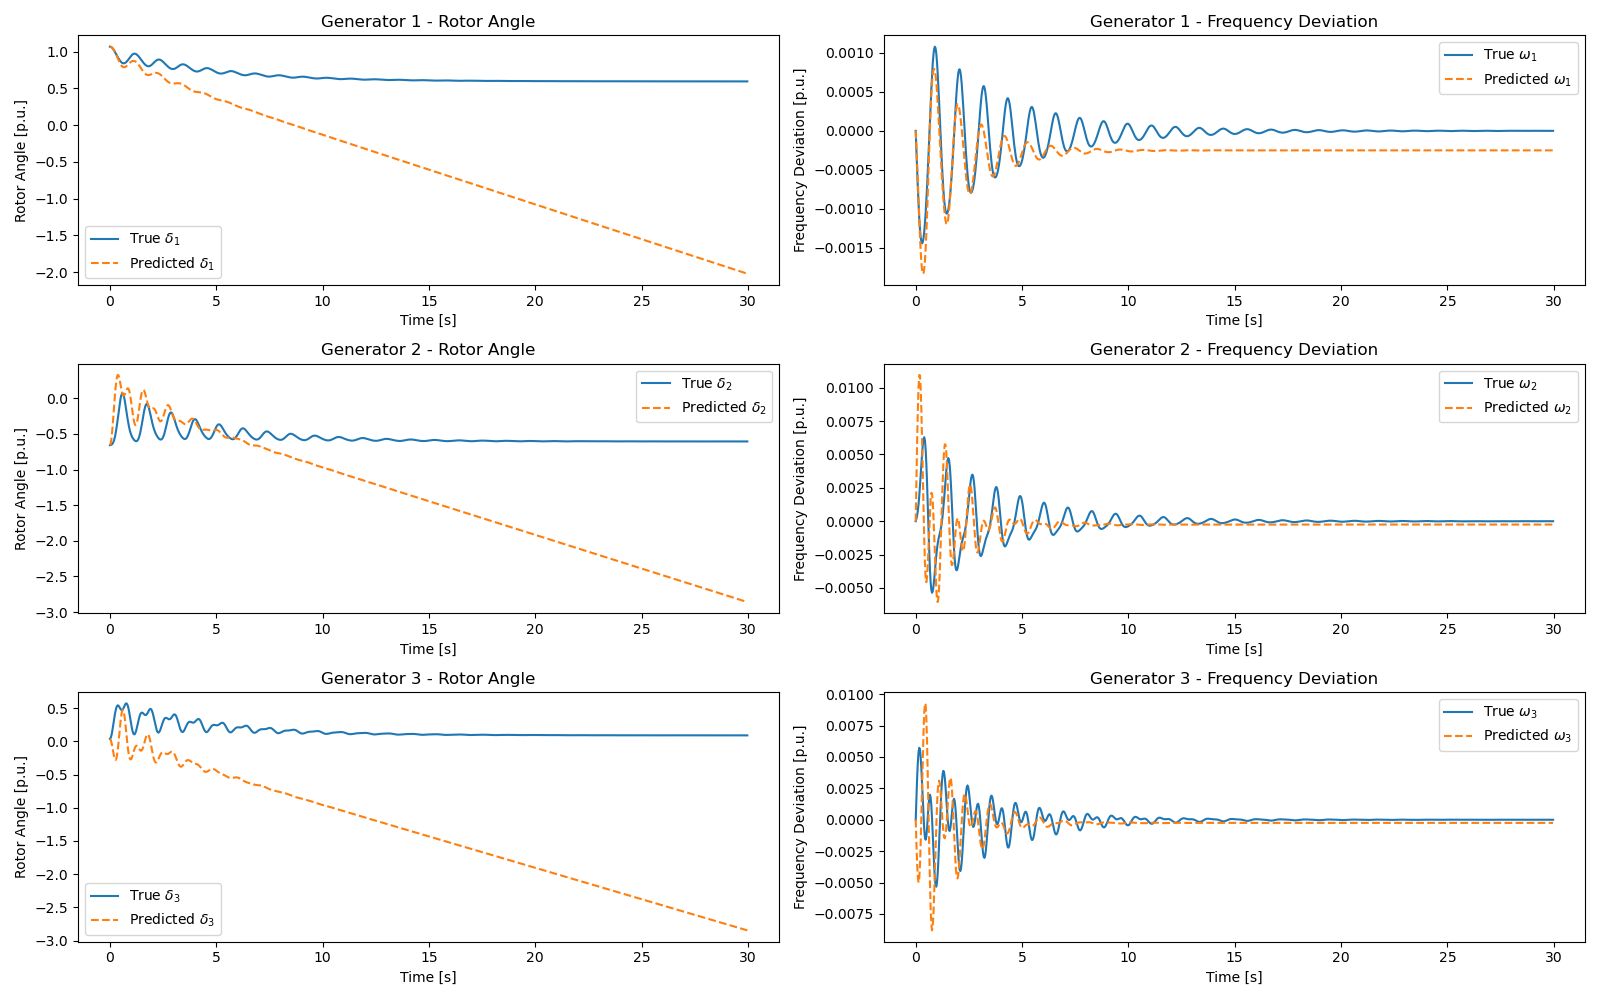 Generator 1 - Rotor Angle
Rotor Angle [p.u.]
1.0
0.5
0.0
−0.5
−1.0
−1.5
−2.0
True δ1
Predicted δ1
0 5 10 15 20 25 30
Time [s]
Generator 1 - Frequency Deviation
Frequency Deviation [p.u.]
0.0010
0.0005
0.0000
−0.0005
−0.0010
−0.0015
True ω1
Predicted ω1
0 5 10 15 20 25 30
Time [s]
Generator 2 - Rotor Angle
Rotor Angle [p.u.]
0.0
−0.5
−1.0
−1.5
−2.0
−2.5
−3.0
True δ2
Predicted δ2
0 5 10 15 20 25 30
Time [s]
Generator 2 - Frequency Deviation
Frequency Deviation [p.u.]
0.0100
0.0075
0.0050
0.0025
0.0000
−0.0025
−0.0050
True ω2
Predicted ω2
0 5 10 15 20 25 30
Time [s]
Generator 3 - Rotor Angle
Rotor Angle [p.u.]
0.5
0.0
−0.5
−1.0
−1.5
−2.0
−2.5
−3.0
True δ3
Predicted δ3
0 5 10 15 20 25 30
Time [s]
Generator 3 - Frequency Deviation
Frequency Deviation [p.u.]
0.0100
0.0075
0.0050
0.0025
0.0000
−0.0025
−0.0050
−0.0075
True ω3
Predicted ω3
0 5 10 15 20 25 30
Time [s]